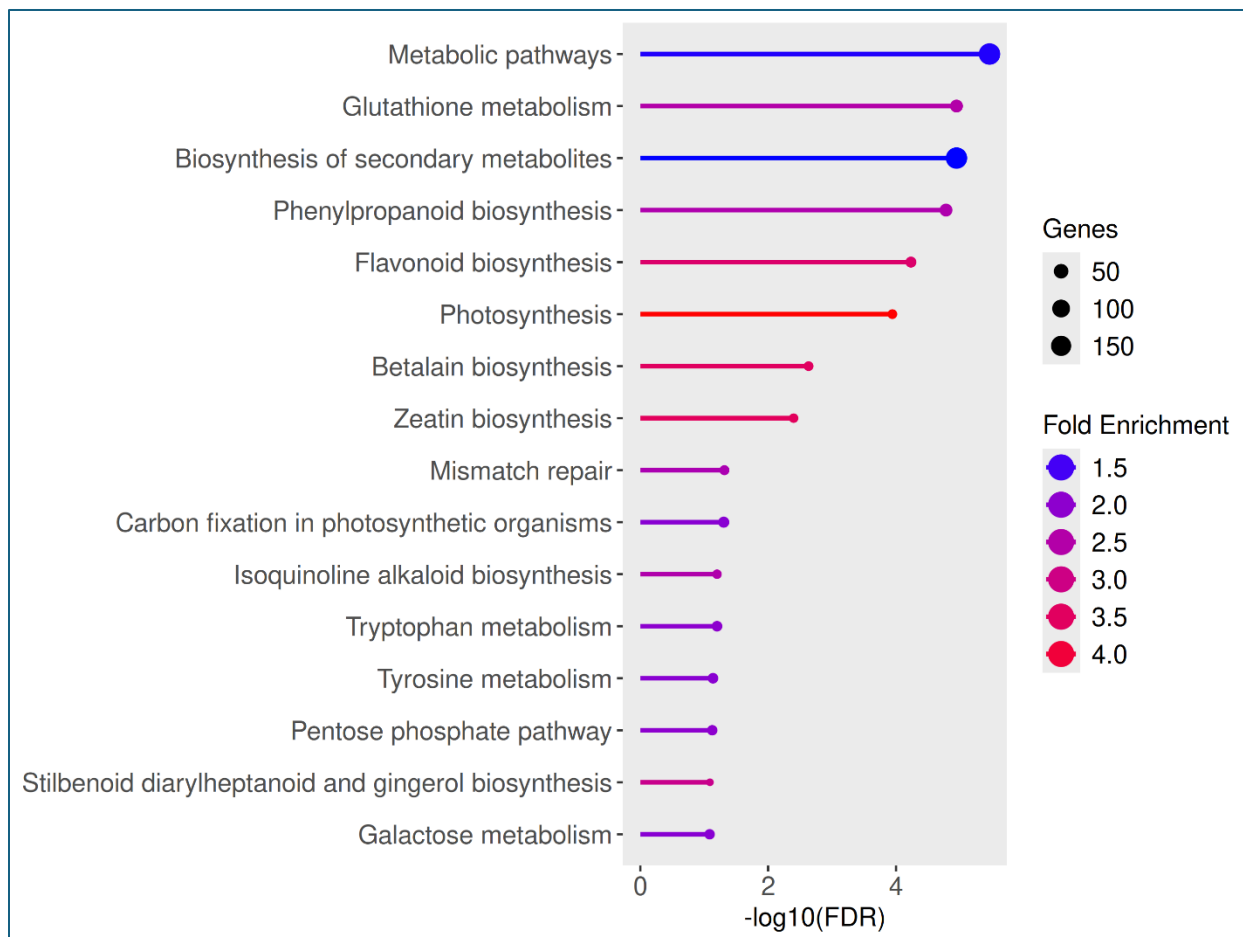 Metabolic pathways
Glutathione metabolism
Biosynthesis of secondary metabolites
Phenylpropanoid biosynthesis
Flavonoid biosynthesis
Photosynthesis
Betalain biosynthesis
Zeatin biosynthesis
Mismatch repair
Carbon fixation in photosynthetic organisms
Isoquinoline alkaloid biosynthesis
Tryptophan metabolism
Tyrosine metabolism
Pentose phosphate pathway
Stilbenoid diarylheptanoid and gingerol biosynthesis
Galactose metabolism
0 2 4
-log10(FDR)
Genes
50
100
150
Fold Enrichment
1.5
2.0
2.5
3.0
3.5
4.0